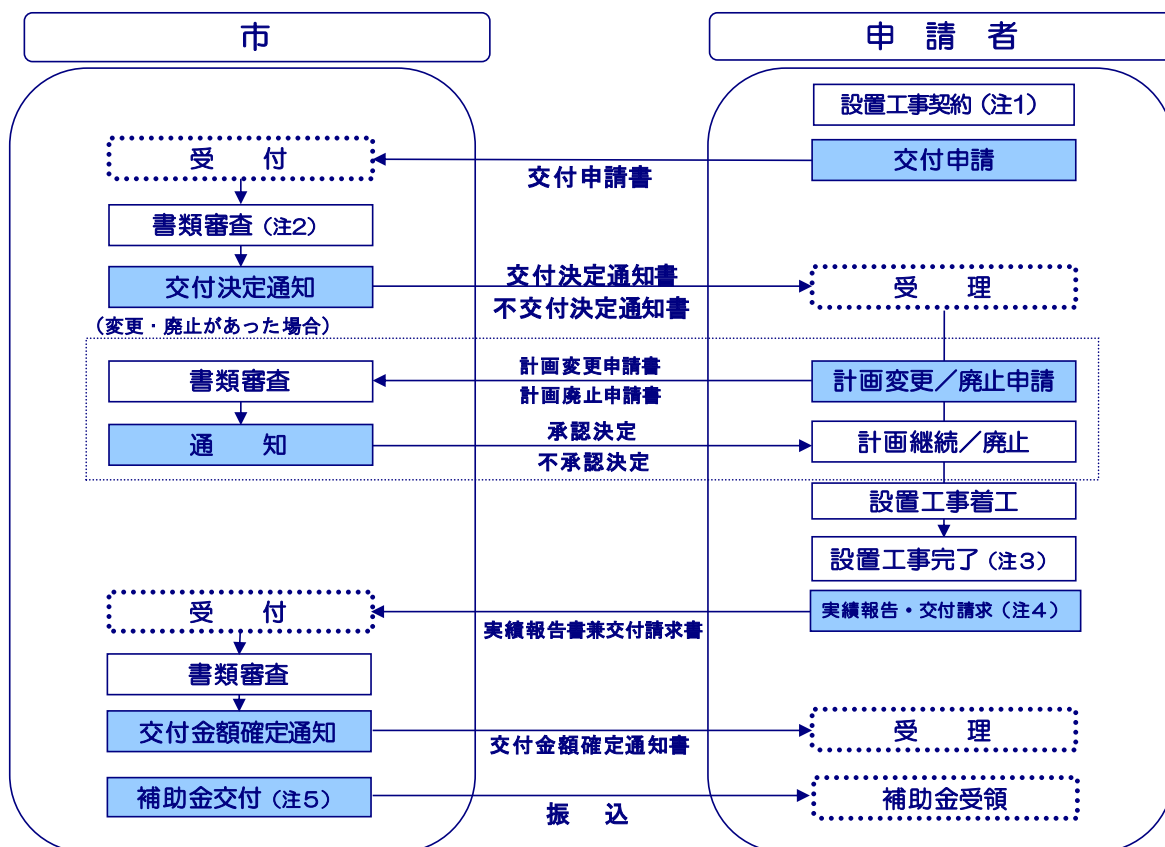 市
申 請 者
設置工事契約（注1）
受 付
交付申請
交付申請書
書類審査（注2）
交付決定通知
交付決定通知書
不交付決定通知書
受 理
（変更・廃止があった場合）
書類審査
計画変更申請書
計画廃止申請書
計画変更／廃止申請
通 知
承認決定
不承認決定
計画継続／廃止
設置工事着工
設置工事完了（注３）
受 付
実績報告書兼交付請求書
実績報告・交付請求（注４）
書類審査
交付金額確定通知
交付金額確定通知書
受 理
補助金交付（注５）
振 込
補助金受領